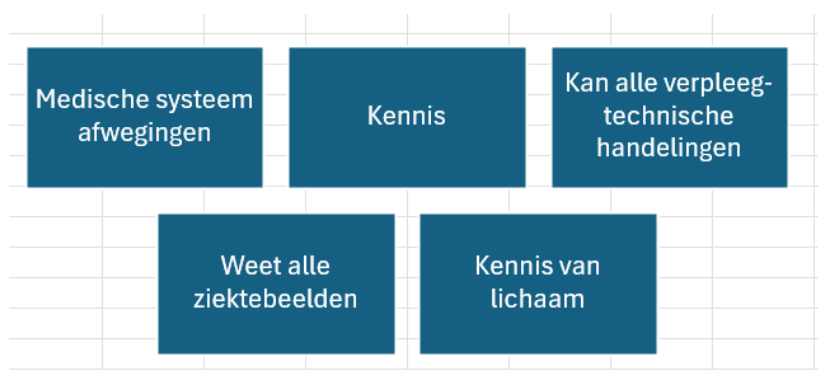 Medische systeem
afwegingen
Kennis
Kan alle verpleeg-
technische
handelingen
Weet alle
ziektebeelden
Kennis van
lichaam